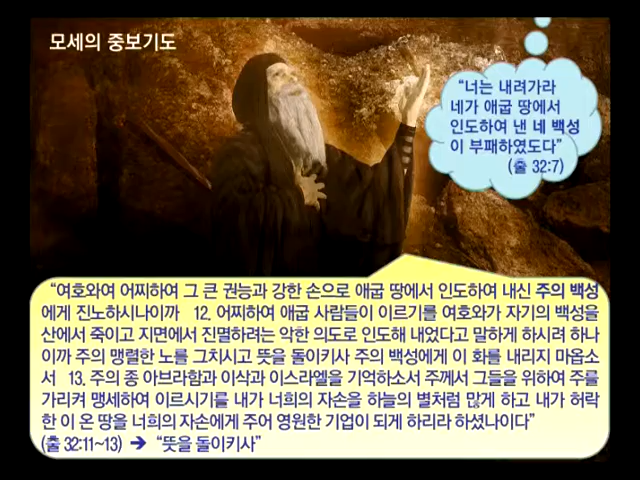 모세의 중보기도
“너는 내려가라
네가 애굽 땅에서
인도하여 낸 네 백성
이 부패하였도다”
(출 32:7)
“여호와여 어찌하여 그 큰 권능과 강한 손으로 애굽 땅에서 인도하여 내신 주의 백성
에게 진노하시나이까 12. 어찌하여 애굽 사람들이 이르기를 여호와가 자기의 백성을
산에서 죽이고 지면에서 진멸하려는 악한 의도로 인도해 내었다고 말하게 하시려 하나
이까 주의 맹렬한 노를 그치시고 뜻을 돌이키사 주의 백성에게 이 화를 내리지 마옵소
서 13. 주의 종 아브라함과 이삭과 이스라엘을 기억하소서 주께서 그들을 위하여 주를
가리켜 맹세하여 이르시기를 내가 너희의 자손을 하늘의 별처럼 많게 하고 내가 허락
한 이 온 땅을 너희의 자손에게 주어 영원한 기업이 되게 하리라 하셨나이다”
(출 32:11~13) ➔ “뜻을 돌이키사”